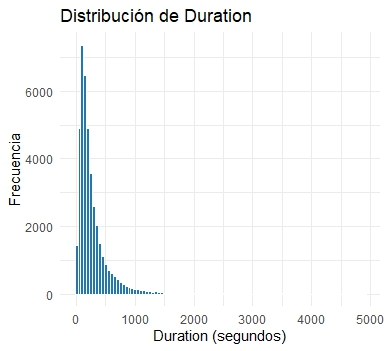 Distribución de Duration
Frecuencia
6000
4000
2000
0
0 1000 2000 3000 4000 5000
Duration (segundos)